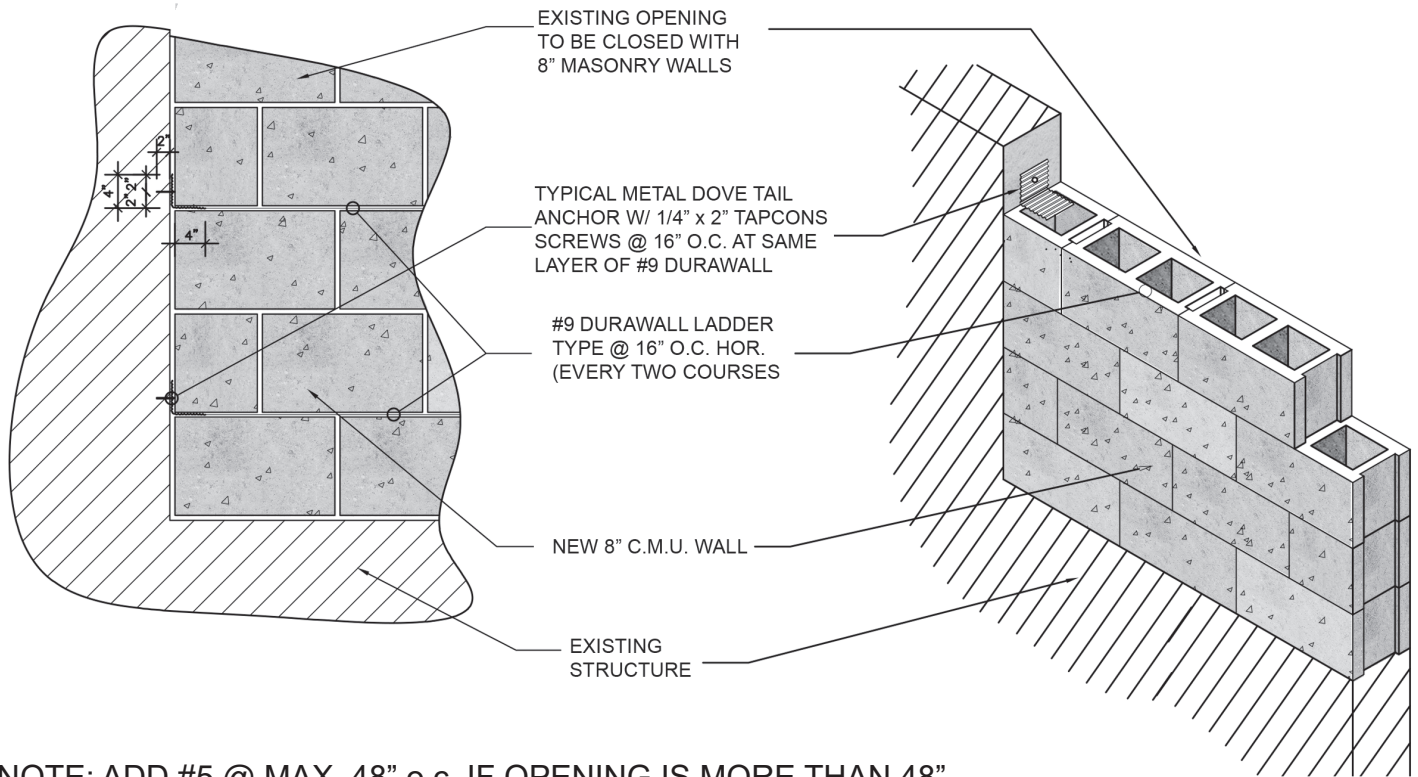 EXISTING OPENING
TO BE CLOSED WITH
8” MASONRY WALLS
2”
4”
2”
2”
4”
TYPICAL METAL DOVE TAIL
ANCHOR W/ 1/4” x 2” TAPCONS
SCREWS @ 16” O.C. AT SAME
LAYER OF #9 DURAWALL
#9 DURAWALL LADDER
TYPE @ 16” O.C. HOR.
(EVERY TWO COURSES
NEW 8” C.M.U. WALL
EXISTING
STRUCTURE
NOTE: ADD #5 @ MAX. 48” o.c. IF OPENING IS MORE THAN 48”